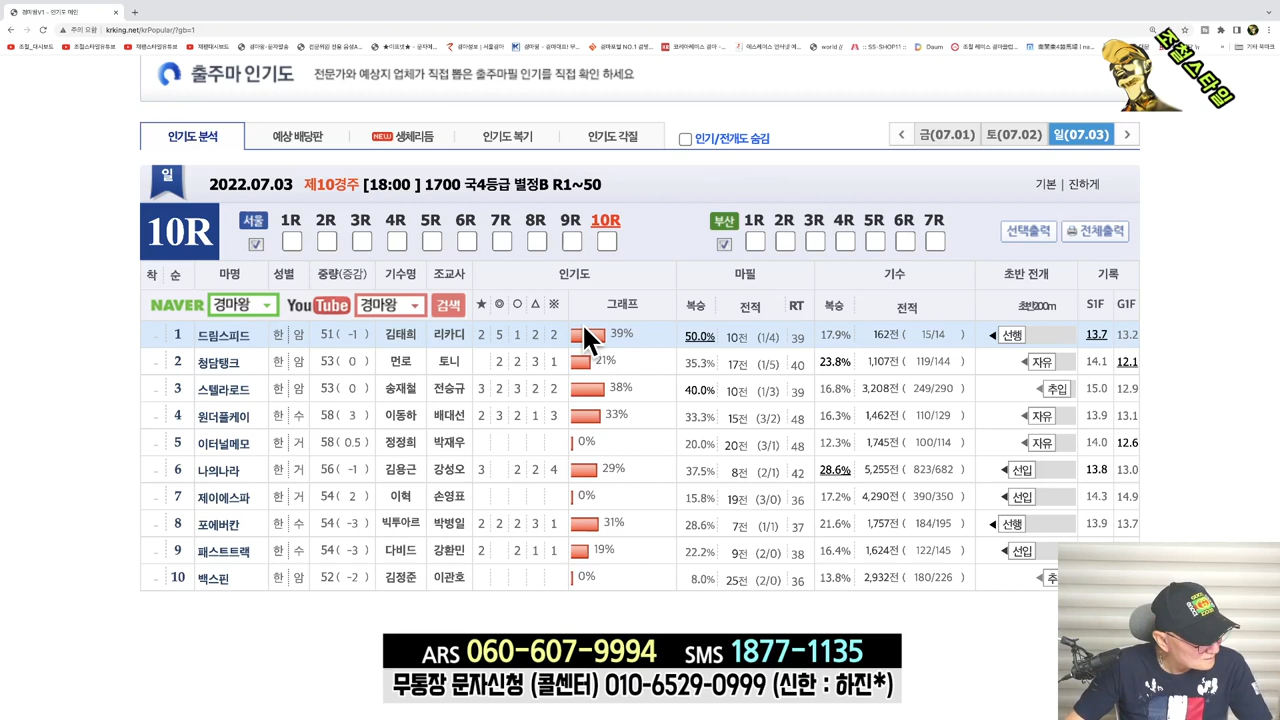 경마왕V1 - 인기도 메인
주의 요함 krking.net/krPopular/?gb=1
Daum
기타 북마크
조철스타일
출주마 인기도 전문가와 예상지 업체가 직접 뽑은 출주마필 인기를 직접 확인 하세요
인기도 분석 예상 배당판 NEW 생체리듬 인기도 복기 인기도 각질 인기/전개도 숨김 금(07.01) 토(07.02) 일(07.03)
일 2022.07.03 제10경주 [18:00 ] 1700 국4등급 별정B R1~50 기본 | 진하게
10R 서울 1R 2R 3R 4R 5R 6R 7R 8R 9R 10R 부산 1R 2R 3R 4R 5R 6R 7R 선택출력 전체출력
착 순 마명 성별 중량(증감) 기수명 조교사 인기도 마필 기수 초반 전개 기록
NAVER 경마왕 YouTube 경마왕 검색 ★ ◎ ○ △ ※ 그래프 복승 전적 RT 복승 전적 초반200m S1F G1F
1 드림스피드 한 암 51 ( -1 ) 김태희 리카디 2 5 1 2 2 39% 50.0% 10전 (1/4) 39 17.9% 162전 ( 15/14 ) 선행 13.7 13.2
2 청담탱크 한 암 53 ( 0 ) 먼로 토니 2 2 3 1 21% 35.3% 17전 (1/5) 40 23.8% 1,107전 ( 119/144 ) 자유 14.1 12.1
3 스텔라로드 한 암 53 ( 0 ) 송재철 전승규 3 2 3 2 2 38% 40.0% 10전 (1/3) 39 16.8% 3,208전 ( 249/290 ) 추입 15.0 12.9
4 원더플케이 한 수 58 ( 3 ) 이동하 배대선 2 3 2 1 3 33% 33.3% 15전 (3/2) 48 16.3% 1,462전 ( 110/129 ) 자유 13.9 13.1
5 이터널메모 한 거 58 ( 0.5 ) 정정희 박재우 0% 20.0% 20전 (3/1) 48 12.3% 1,745전 ( 100/114 ) 자유 14.0 12.6
6 나의나라 한 거 56 ( -1 ) 김용근 강성오 3 2 2 4 29% 37.5% 8전 (2/1) 42 28.6% 5,255전 ( 823/682 ) 선입 13.8 13.0
7 제이에스파 한 거 54 ( 2 ) 이혁 손영표 0% 15.8% 19전 (3/0) 36 17.2% 4,290전 ( 390/350 ) 선입 14.3 14.9
8 포에버칸 한 수 54 ( -3 ) 빅투아르 박병일 2 2 2 3 1 31% 28.6% 7전 (1/1) 37 21.6% 1,757전 ( 184/195 ) 선행 13.9 13.7
9 패스트트랙 한 암 54 ( -3 ) 다비드 강환민 2 2 1 1 19% 22.2% 9전 (2/0) 38 16.4% 1,624전 ( 122/145 ) 선입
10 백스핀 한 암 52 ( -2 ) 김정준 이관호 0% 8.0% 25전 (2/0) 36 13.8% 2,932전 ( 180/226 )
ARS 060-607-9994 SMS 1877-1135
무통장 문자신청 (콜센터) 010-6529-0999 (신한 : 하진*)